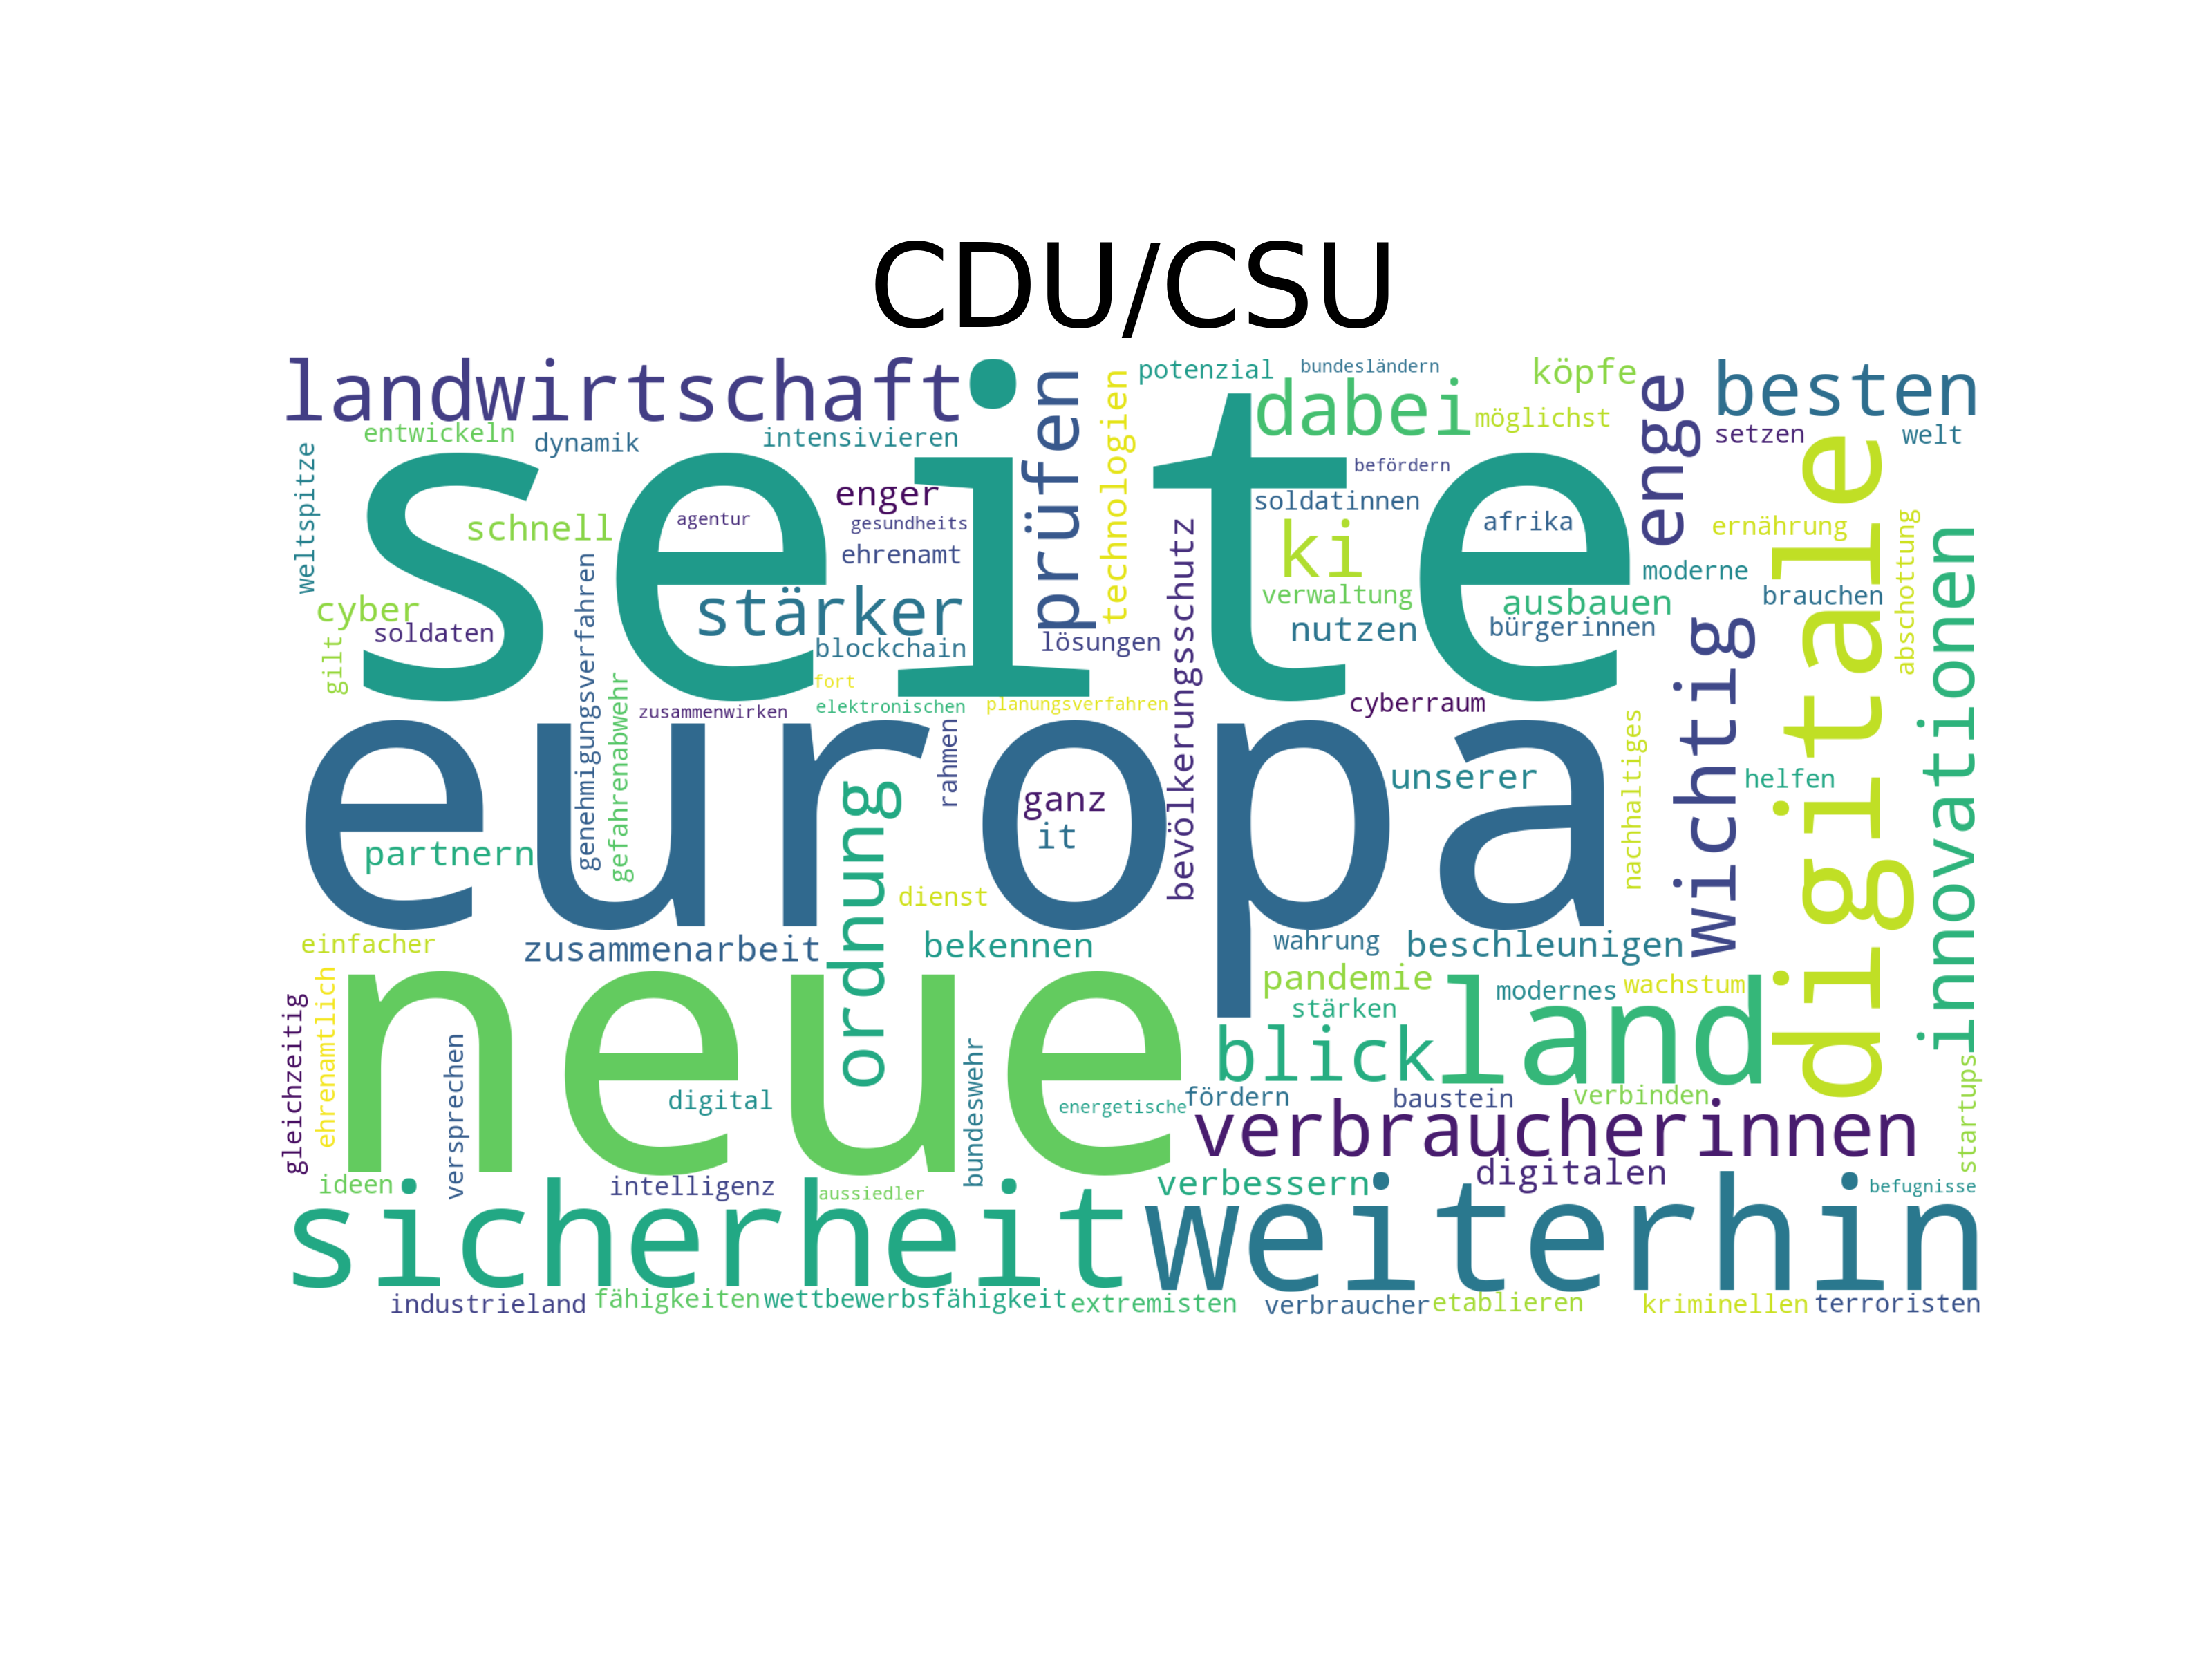 CDU/CSU
landwirtschaft
potenzial
bundesländern
köpfe
besten
entwickeln
dynamik
intensivieren
prüfen
technologien
dabei
möglichst
enge
setzen
welt
weltspitze
seite
schnell
agentur
enger
gesundheits
ehrenamt
befördern
soldatinnen
afrika
ernährung
abschottung
digitale
innovationen
cyber
soldaten
gilt
genehmigungsverfahren
gefahrenabwehr
stärker
blockchain
lösungen
bevölkerungsschutz
ki
verwaltung
nutzen
ausbauen
bürgerinnen
moderne
brauchen
wichtig
fort
zusammenwirken
elektronischen
planungsverfahren
cyberraum
europa
rahmen
ganz
it
unserer
nachhaltiges
helfen
partnern
ordnung
dienst
einfacher
zusammenarbeit
bekennen
wahrung
beschleunigen
neue
pandemie
stärken
modernes
wachstum
land
blick
gleichzeitig
ehrenamtlich
versprechen
digital
bundeswehr
energetische
fördern
baustein
verbinden
startups
verbraucherinnen
ideen
intelligenz
aussiedler
verbessern
digitalen
befugnisse
sicherheit
weiterhin
industrieland
fähigkeiten
wettbewerbsfähigkeit
extremisten
verbraucher
etablieren
kriminellen
terroristen